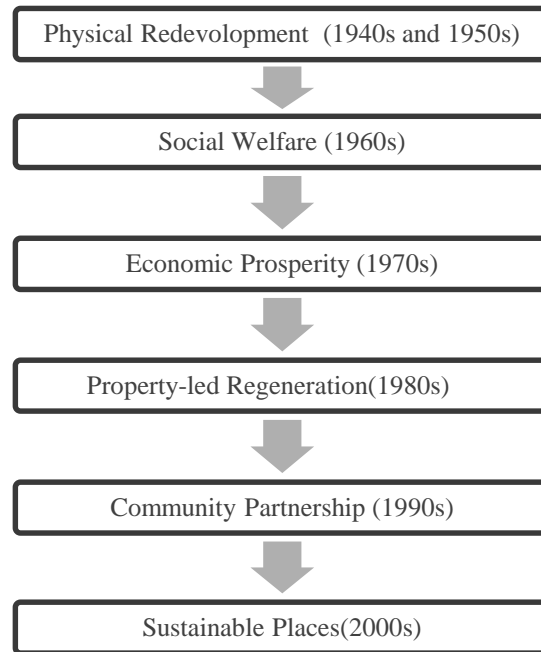 Physical Redevolopment (1940s and 1950s)
Social Welfare (1960s)
Economic Prosperity (1970s)
Property-led Regeneration(1980s)
Community Partnership (1990s)
Sustainable Places(2000s)